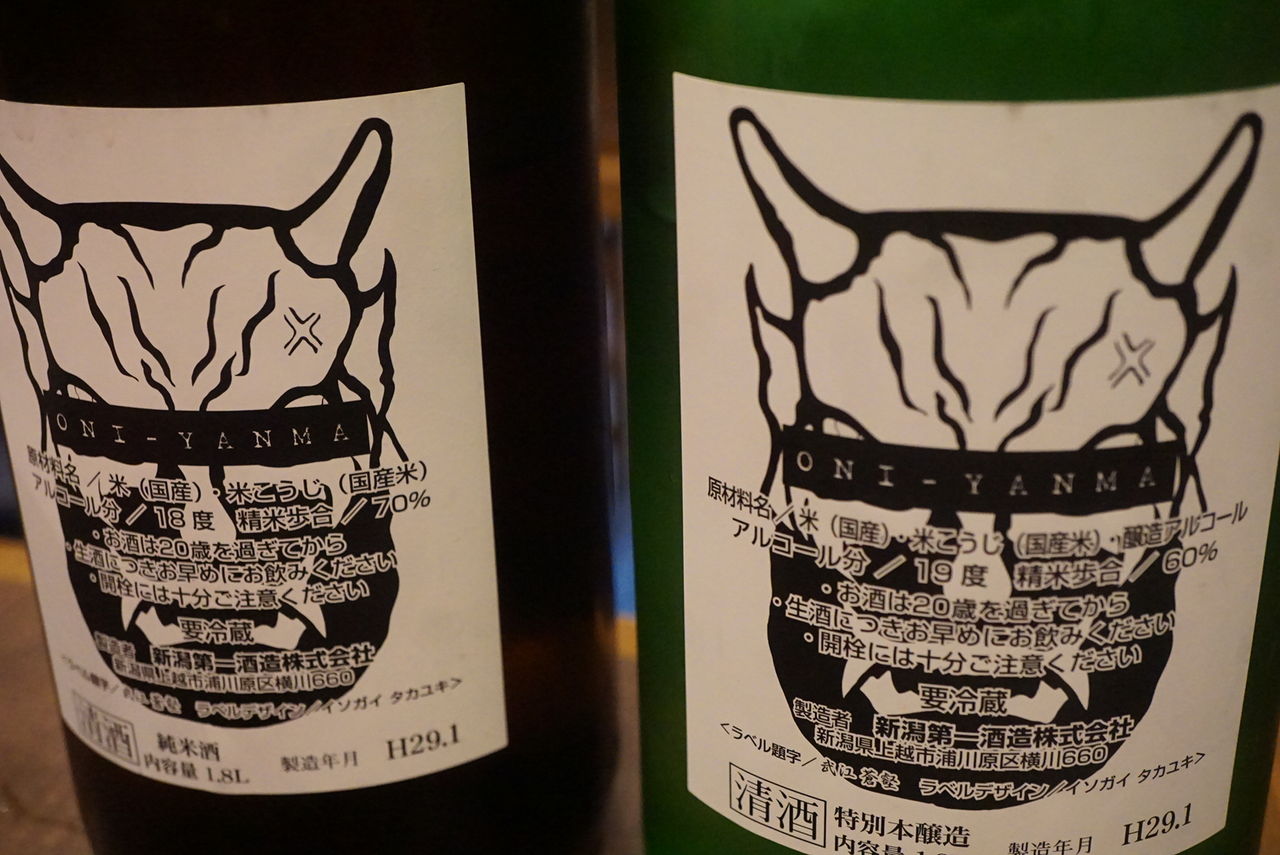 ONI-YANMA
原材料名／米（国産）・米こうじ（国産米）
アルコール分／18度　精米歩合／70%
・お酒は20歳を過ぎてから
・生酒につきお早めにお飲みください
・開栓には十分ご注意ください
要冷蔵
製造者　新潟第一酒造株式会社
新潟県上越市浦川原区横川660
<ラベル題字／武江 蒼   ラベルデザイン／イソガイ タカユキ>
清酒　純米酒
内容量 1.8L　製造年月　H29.1
ONI-YANMA
原材料名／米（国産）・米こうじ（国産米）・醸造アルコール
アルコール分／19度　精米歩合／60%
・お酒は20歳を過ぎてから
・生酒につきお早めにお飲みください
・開栓には十分ご注意ください
要冷蔵
製造者　新潟第一酒造株式会社
新潟県上越市浦川原区横川660
<ラベル題字／武江 蒼   ラベルデザイン／イソガイ タカユキ>
清酒　特別本醸造
内容量　製造年月　H29.1